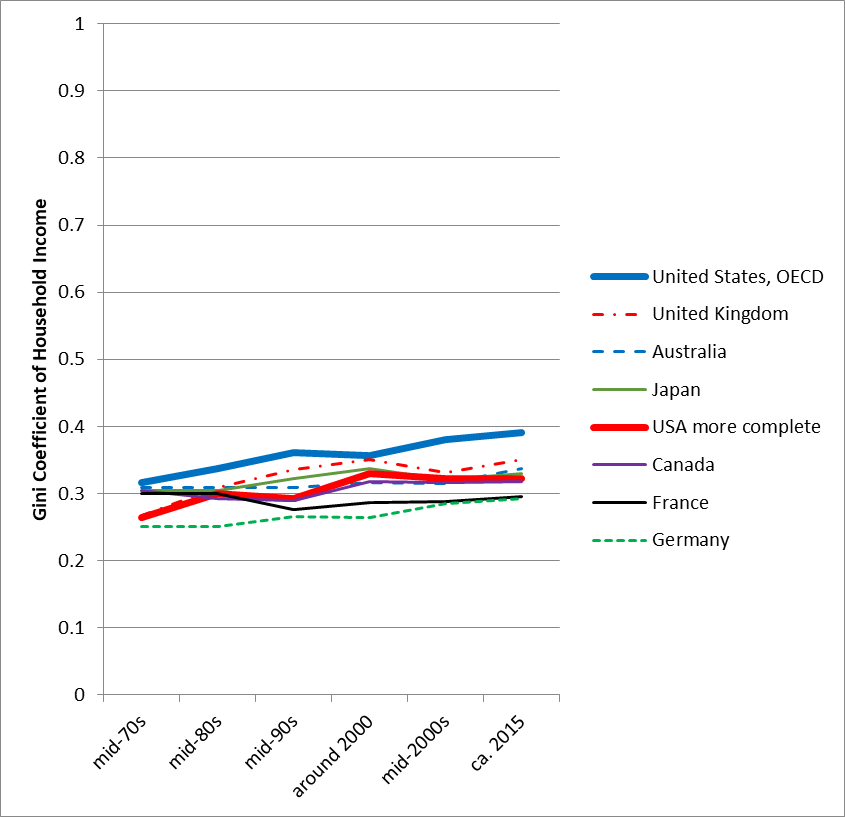 Gini Coefficient of Household Income
1
0.9
0.8
0.7
0.6
0.5
0.4
0.3
0.2
0.1
0
mid-70s
mid-80s
mid-90s
around 2000
mid-2000s
ca. 2015
United States, OECD
United Kingdom
Australia
Japan
USA more complete
Canada
France
Germany